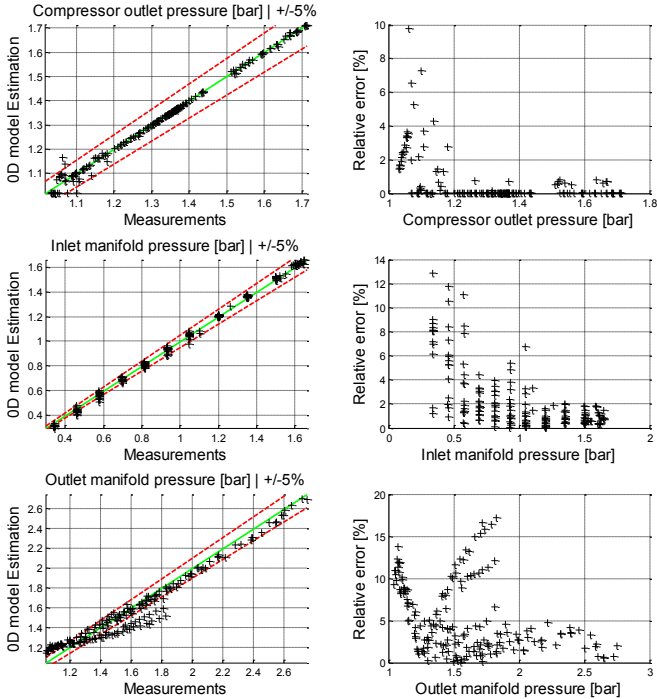 Compressor outlet pressure [bar] | +/-5%
0D model Estimation
1.7
1.6
1.5
1.4
1.3
1.2
1.1
1.1 1.2 1.3 1.4 1.5 1.6 1.7
Measurements
Relative error [%]
10
8
6
4
2
0
1 1.2 1.4 1.6 1.8
Compressor outlet pressure [bar]
Inlet manifold pressure [bar] | +/-5%
0D model Estimation
1.6
1.4
1.2
1
0.8
0.6
0.4
0.4 0.6 0.8 1 1.2 1.4 1.6
Measurements
Relative error [%]
14
12
10
8
6
4
2
0
0 0.5 1 1.5 2
Inlet manifold pressure [bar]
Outlet manifold pressure [bar] | +/-5%
0D model Estimation
2.6
2.4
2.2
2
1.8
1.6
1.4
1.2
1.2 1.4 1.6 1.8 2 2.2 2.4 2.6
Measurements
Relative error [%]
20
15
10
5
0
1 1.5 2 2.5 3
Outlet manifold pressure [bar]